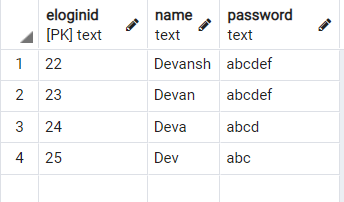 eloginid name password
[PK] text text text
1 22 Devansh abcdef
2 23 Devan abcdef
3 24 Deva abcd
4 25 Dev abc